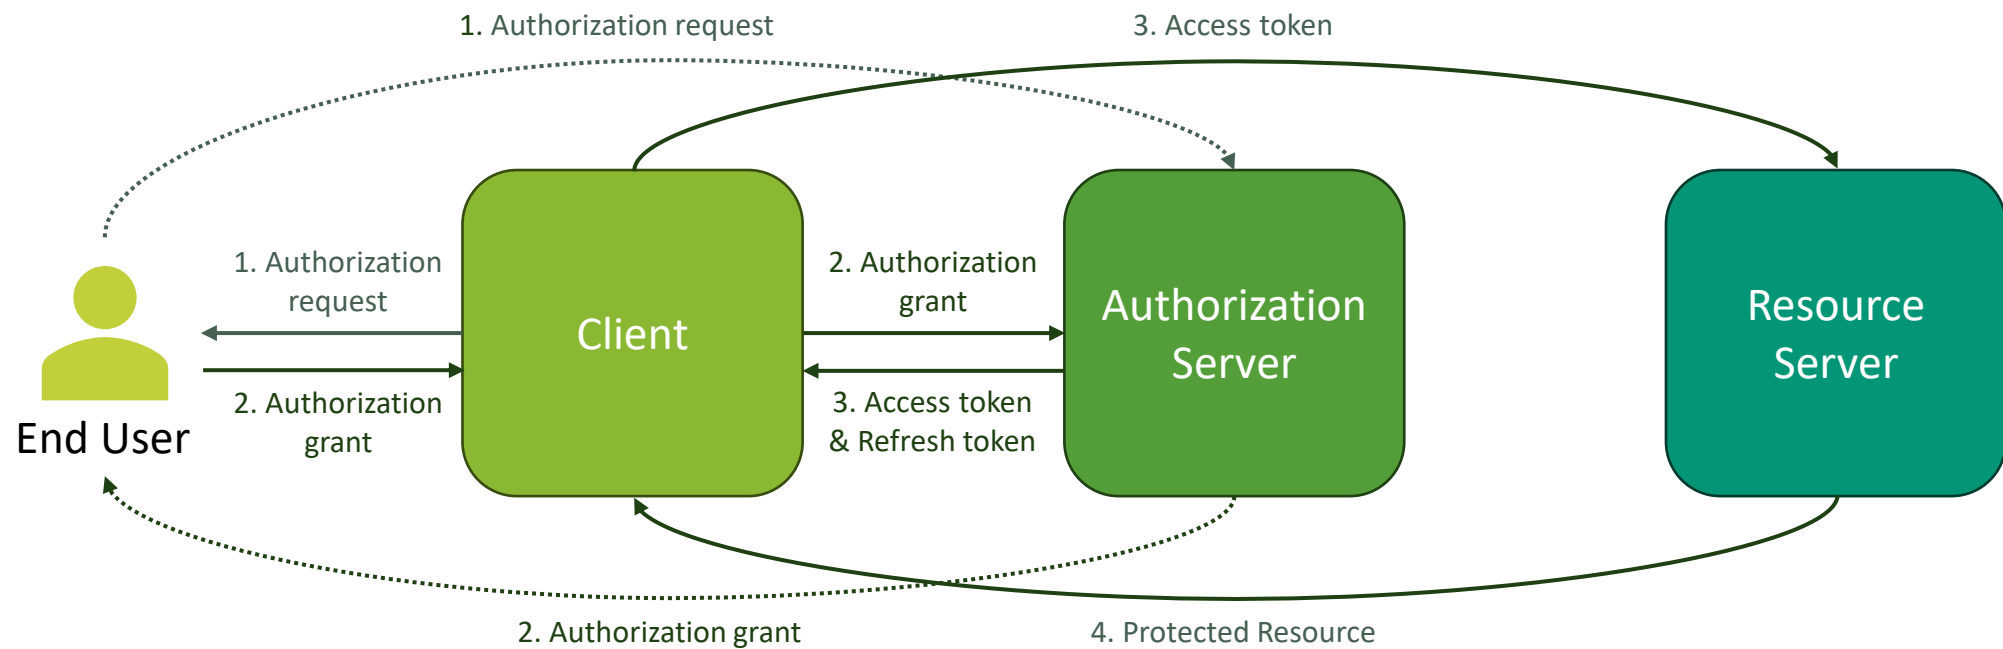 1. Authorization request
3. Access token
1. Authorization
request
2. Authorization
grant
End User
Client
2. Authorization
grant
3. Access token
& Refresh token
Authorization
Server
Resource
Server
2. Authorization grant
4. Protected Resource